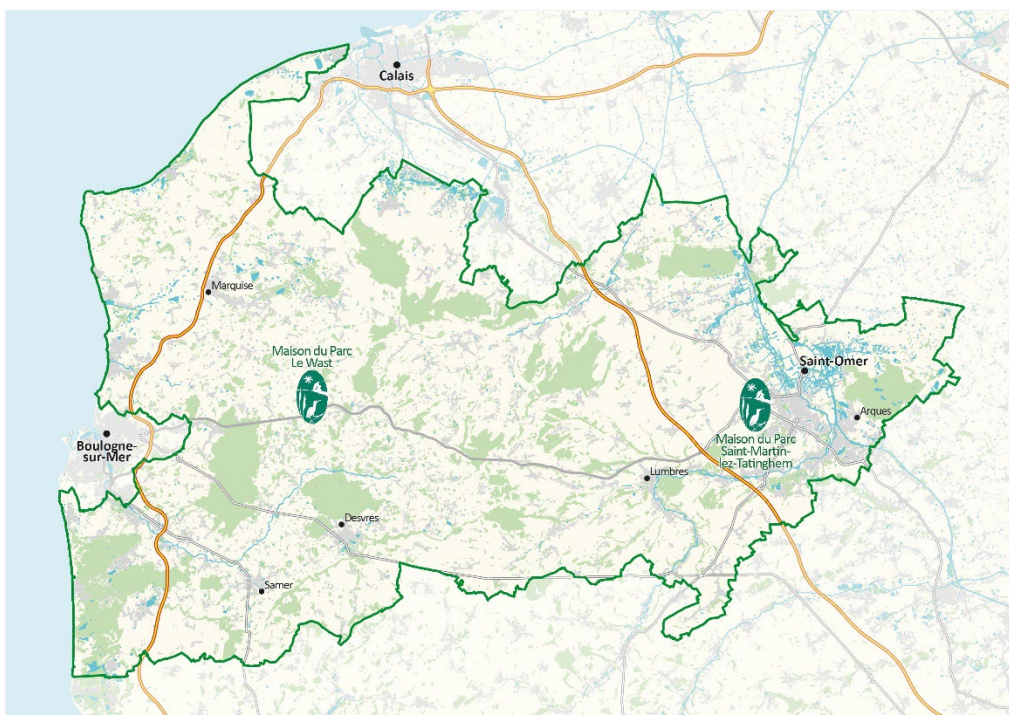 Calais
Marquise
Maison du Parc
Le Wast
Saint-Omer
Arques
Boulogne-
sur-Mer
Maison du Parc
Saint-Martin-
lez-Tatinghem
Lumbres
Desvres
Samer